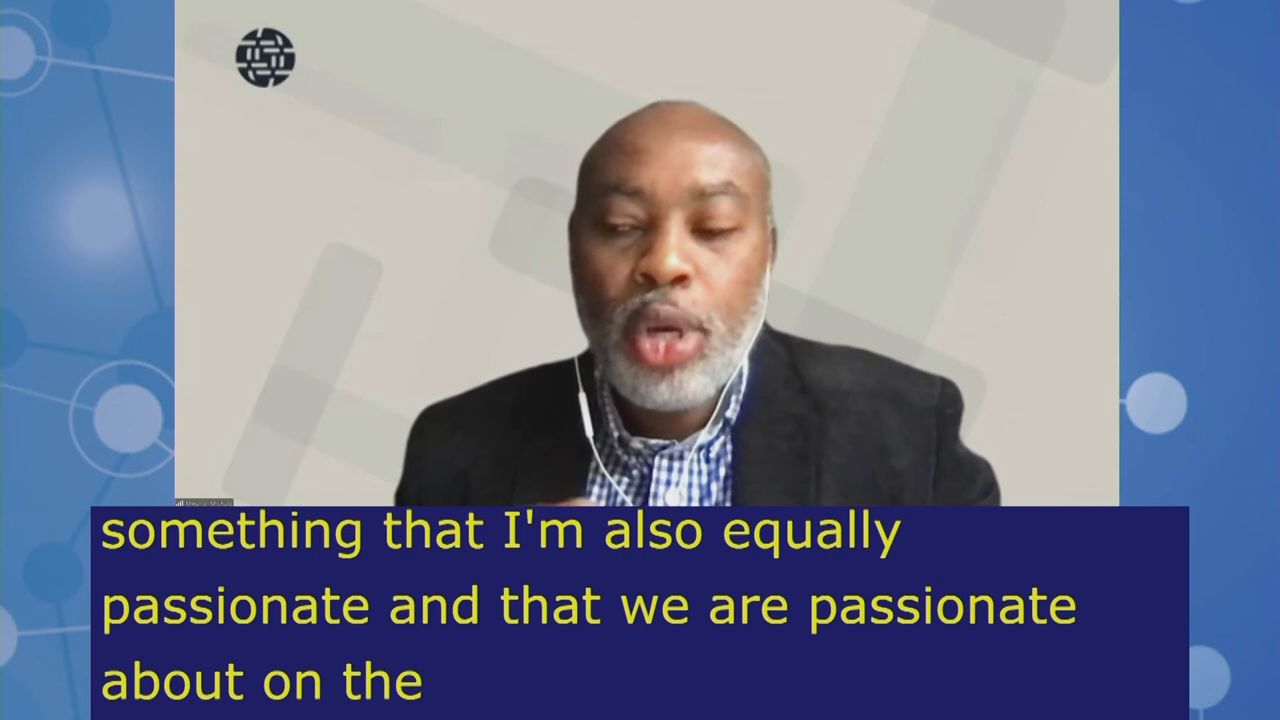 something that I'm also equally
passionate and that we are passionate
about on the